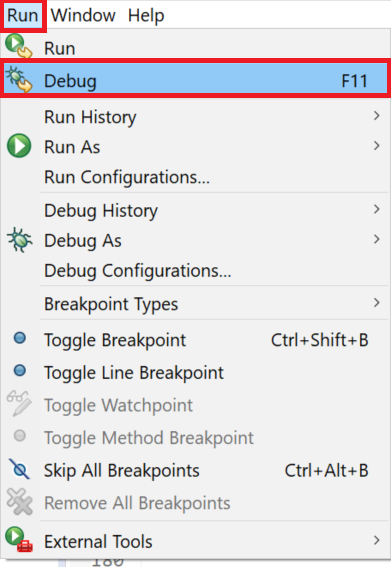 Run Window Help
Run
Debug F11
Run History
Run As
Run Configurations...
Debug History
Debug As
Debug Configurations...
Breakpoint Types
Toggle Breakpoint Ctrl+Shift+B
Toggle Line Breakpoint
Toggle Watchpoint
Toggle Method Breakpoint
Skip All Breakpoints Ctrl+Alt+B
Remove All Breakpoints
External Tools
180